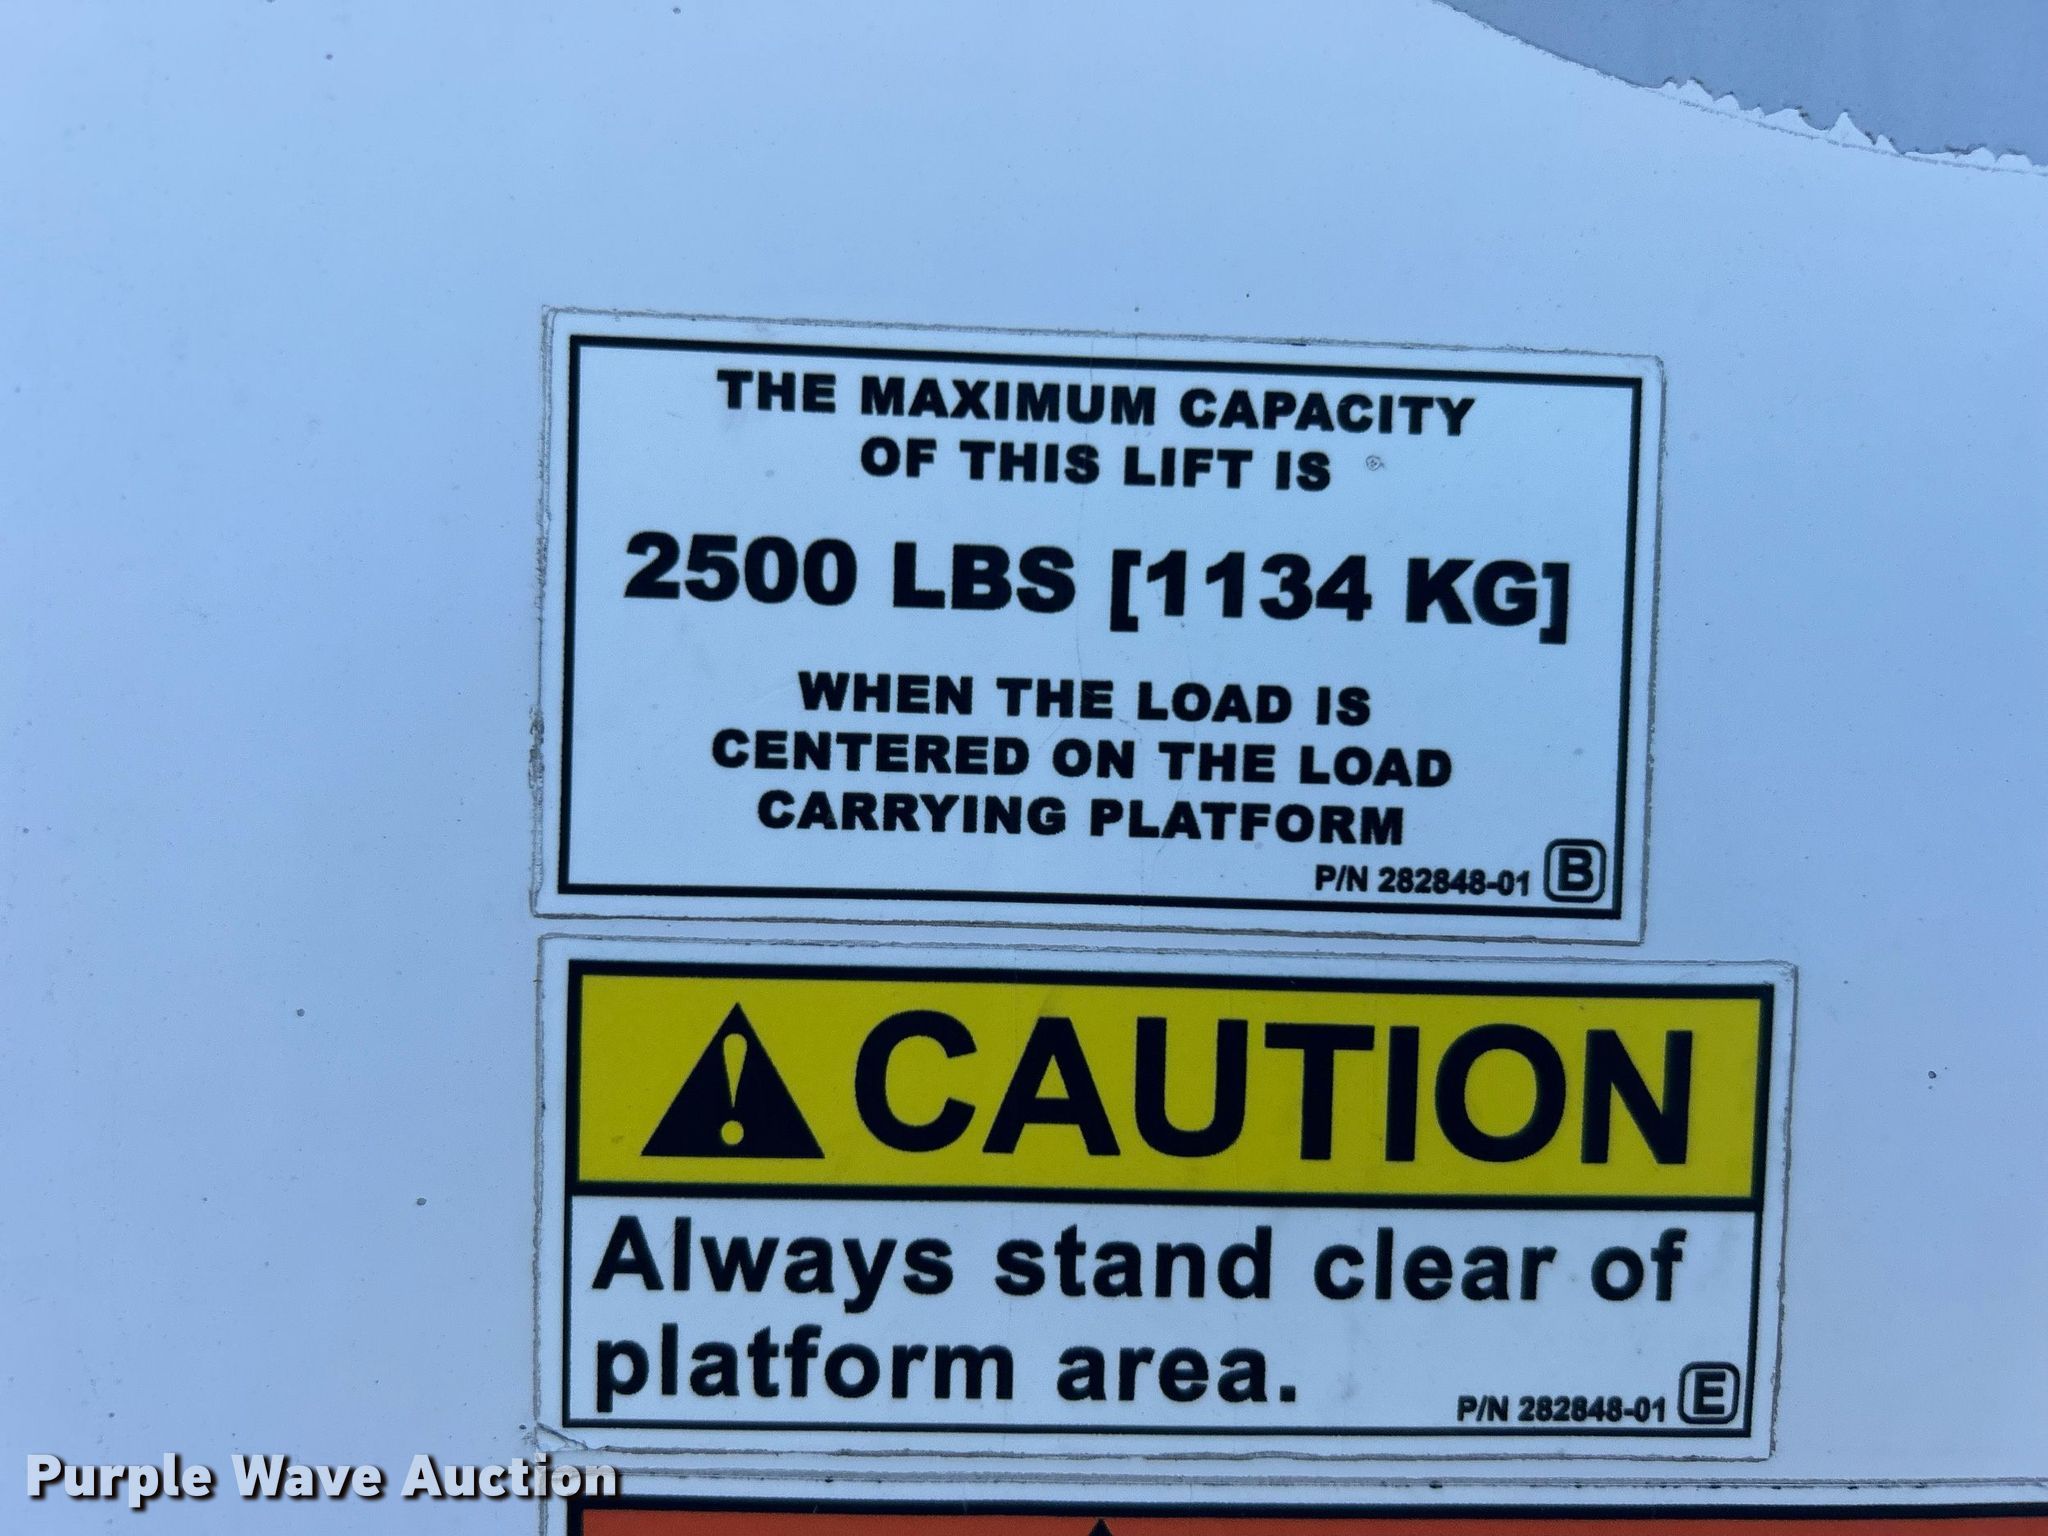 THE MAXIMUM CAPACITY
OF THIS LIFT IS
2500 LBS [1134 KG]
WHEN THE LOAD IS
CENTERED ON THE LOAD
CARRYING PLATFORM
P/N 282848-01 B
CAUTION
Always stand clear of
platform area.
P/N 282848-01 E
Purple Wave Auction